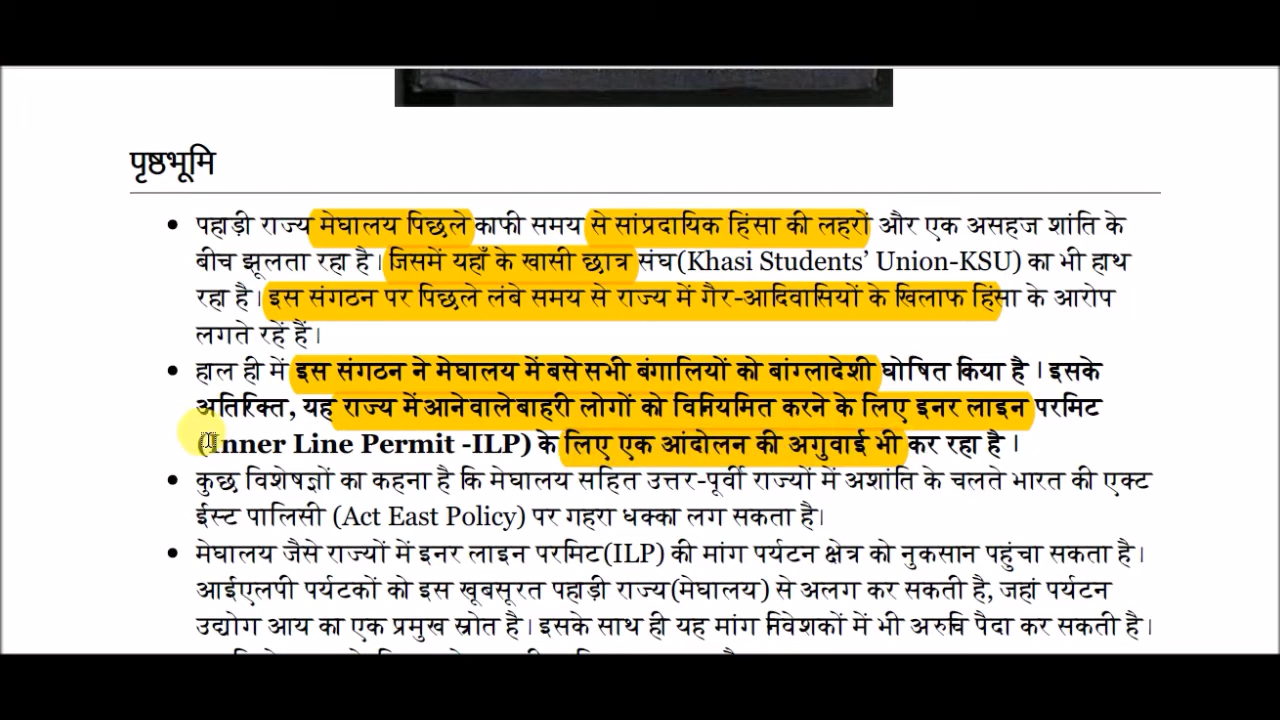 पृष्ठभूमि
पहाड़ी राज्य मेघालय पिछले काफी समय से सांप्रदायिक हिंसा की लहरों और एक असहज शांति के
बीच झूलता रहा है। जिसमें यहाँ के खासी छात्र संघ(Khasi Students’ Union-KSU) का भी हाथ
रहा है। इस संगठन पर पिछले लंबे समय से राज्य में गैर-आदिवासियों के खिलाफ हिंसा के आरोप
लगते रहें हैं।
हाल ही में इस संगठन ने मेघालय में बसे सभी बंगालियों को बांग्लादेशी घोषित किया है । इसके
अतिरिक्त, यह राज्य में आने वाले बाहरी लोगों को विनियमित करने के लिए इनर लाइन परमिट
(Inner Line Permit -ILP) के लिए एक आंदोलन की अगुवाई भी कर रहा है ।
कुछ विशेषज्ञों का कहना है कि मेघालय सहित उत्तर-पूर्वी राज्यों में अशांति के चलते भारत की एक्ट
ईस्ट पालिसी (Act East Policy) पर गहरा धक्का लग सकता है।
मेघालय जैसे राज्यों में इनर लाइन परमिट(ILP) की मांग पर्यटन क्षेत्र को नुकसान पहुंचा सकता है।
आईएलपी पर्यटकों को इस खूबसूरत पहाड़ी राज्य(मेघालय) से अलग कर सकती है, जहां पर्यटन
उद्योग आय का एक प्रमुख स्रोत है। इसके साथ ही यह मांग निवेशकों में भी अरुचि पैदा कर सकती है।